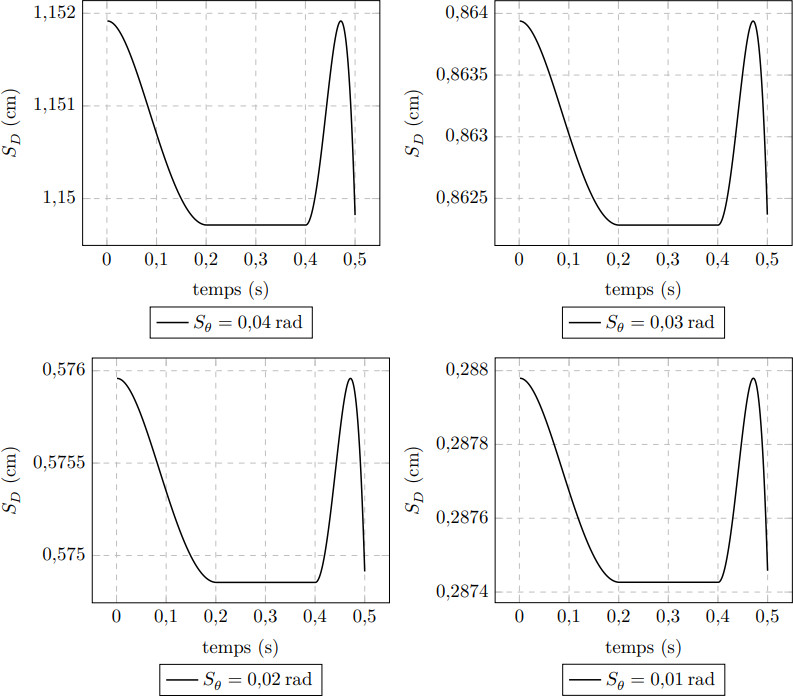 1,152
1,151
1,15
S_D (cm)
0 0,1 0,2 0,3 0,4 0,5
temps (s)
S_θ = 0,04 rad
0,864
0,8635
0,863
0,8625
S_D (cm)
0 0,1 0,2 0,3 0,4 0,5
temps (s)
S_θ = 0,03 rad
0,576
0,5755
0,575
S_D (cm)
0 0,1 0,2 0,3 0,4 0,5
temps (s)
S_θ = 0,02 rad
0,288
0,2878
0,2876
0,2874
S_D (cm)
0 0,1 0,2 0,3 0,4 0,5
temps (s)
S_θ = 0,01 rad